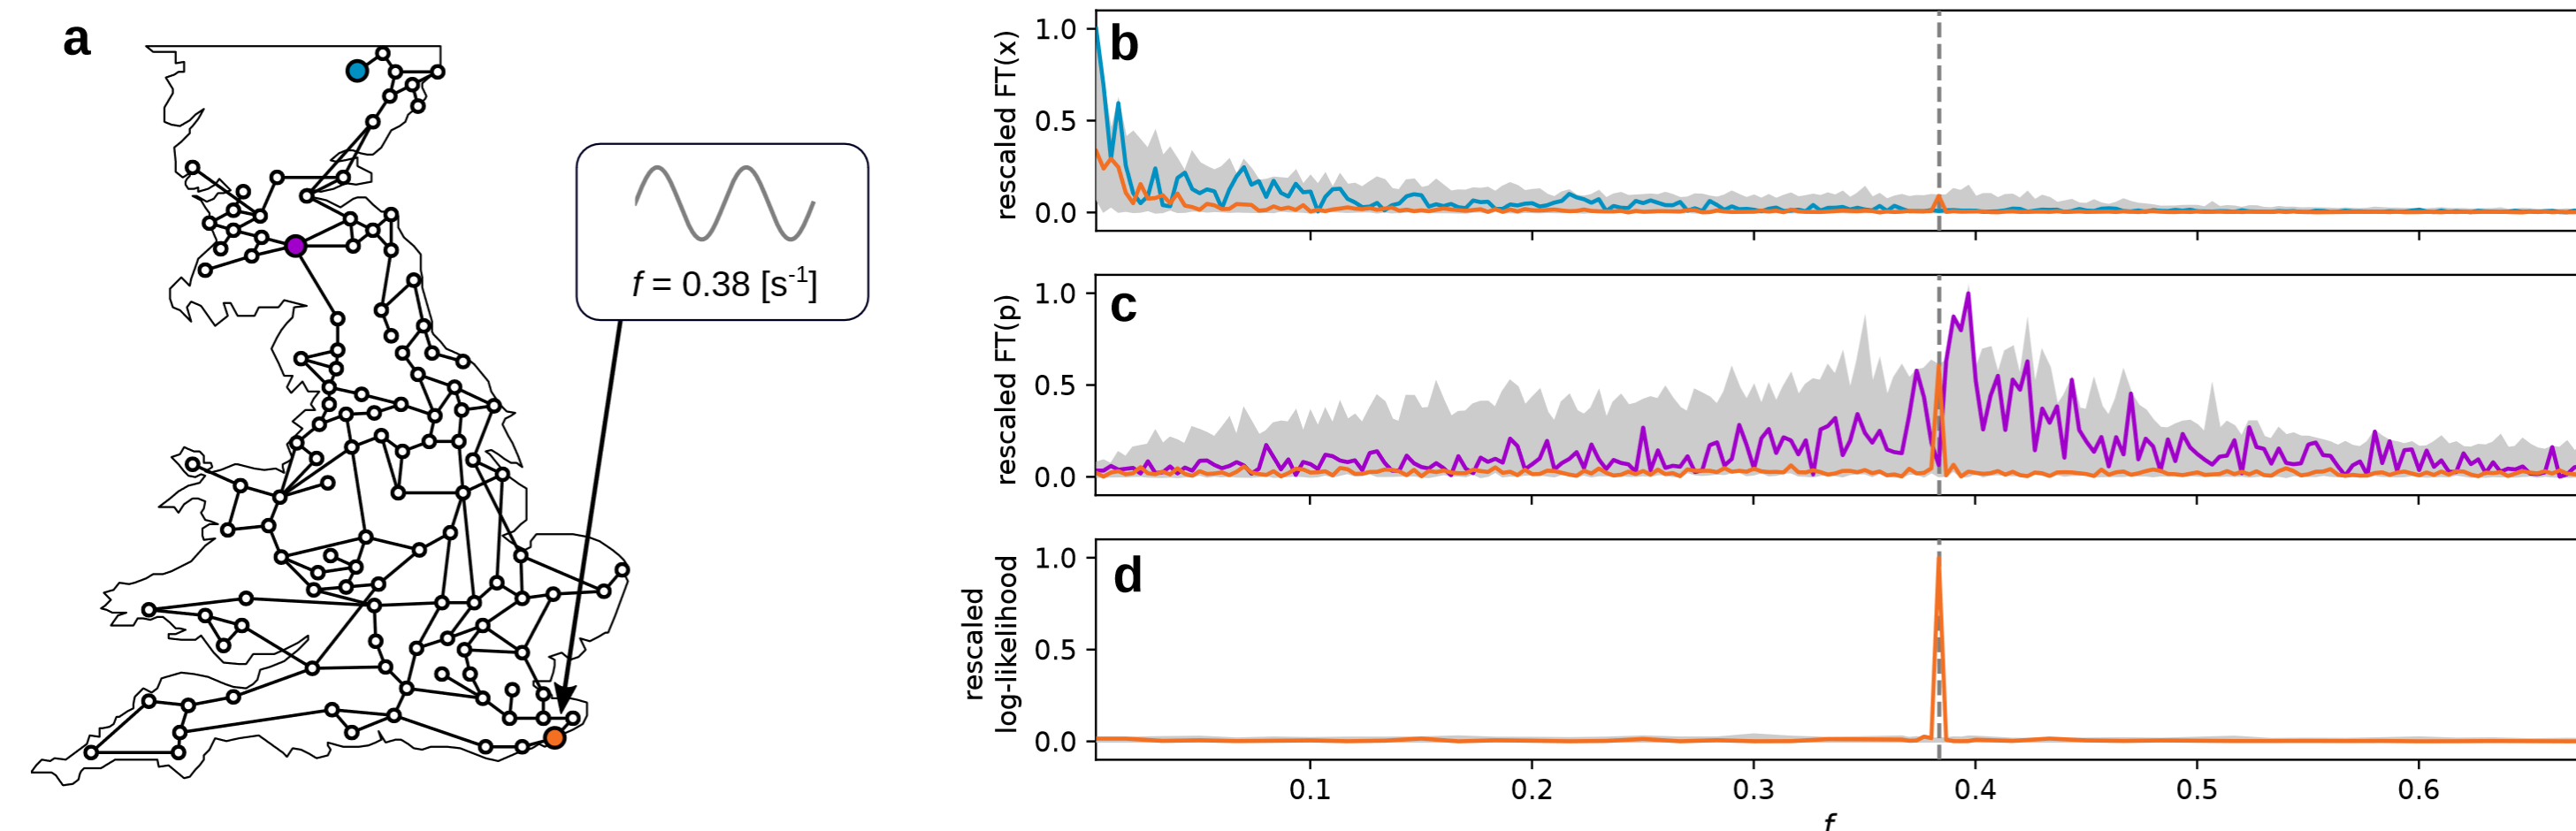 a
f = 0.38 [s-1]
b
rescaled FT(x)
1.0
0.5
0.0
c
rescaled FT(p)
1.0
0.5
0.0
d
rescaled
log-likelihood
1.0
0.5
0.0
0.1 0.2 0.3 0.4 0.5 0.6
f